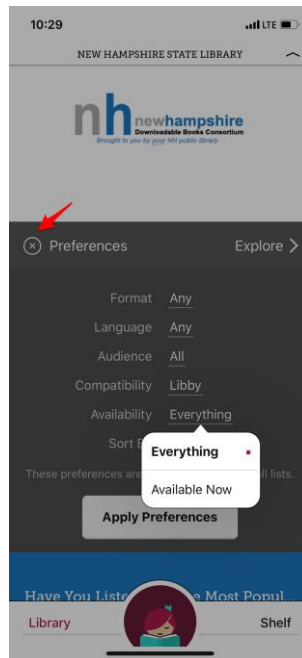 10:29
LTE
NEW HAMPSHIRE STATE LIBRARY
nh newhampshire
Downloadable Books Consortium
Brought to you by your NH public library
Preferences
Explore
Format Any
Language Any
Audience All
Compatibility Libby
Availability Everything
Sort
Everything
These preferences are all lists.
Available Now
Apply Preferences
Have You Most Popul...
Library
Shelf